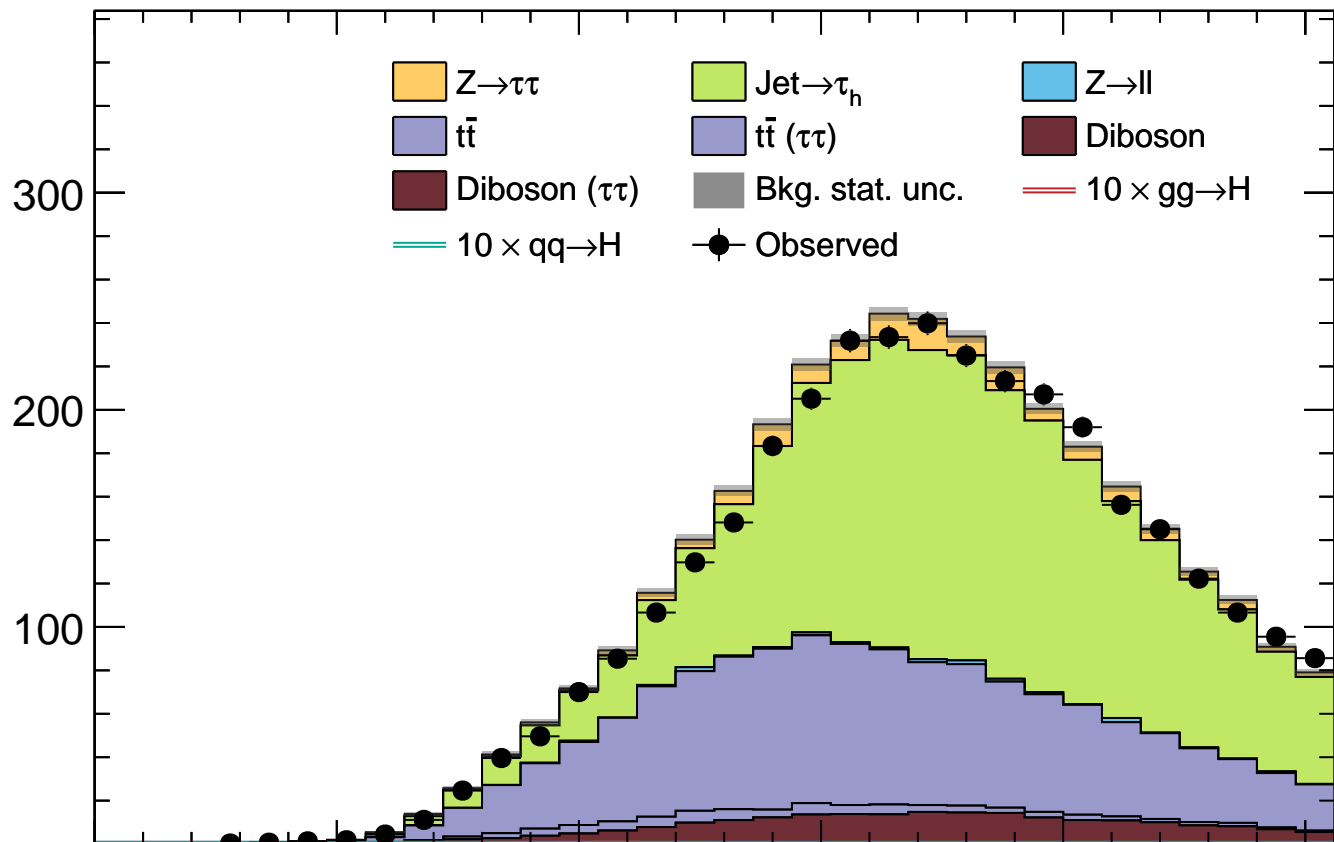 Z→ττ Jet→τₕ Z→ll
tt̄ tt̄ (ττ) Diboson
Diboson (ττ) Bkg. stat. unc. 10 × gg→H
10 × qq→H Observed
300
200
100